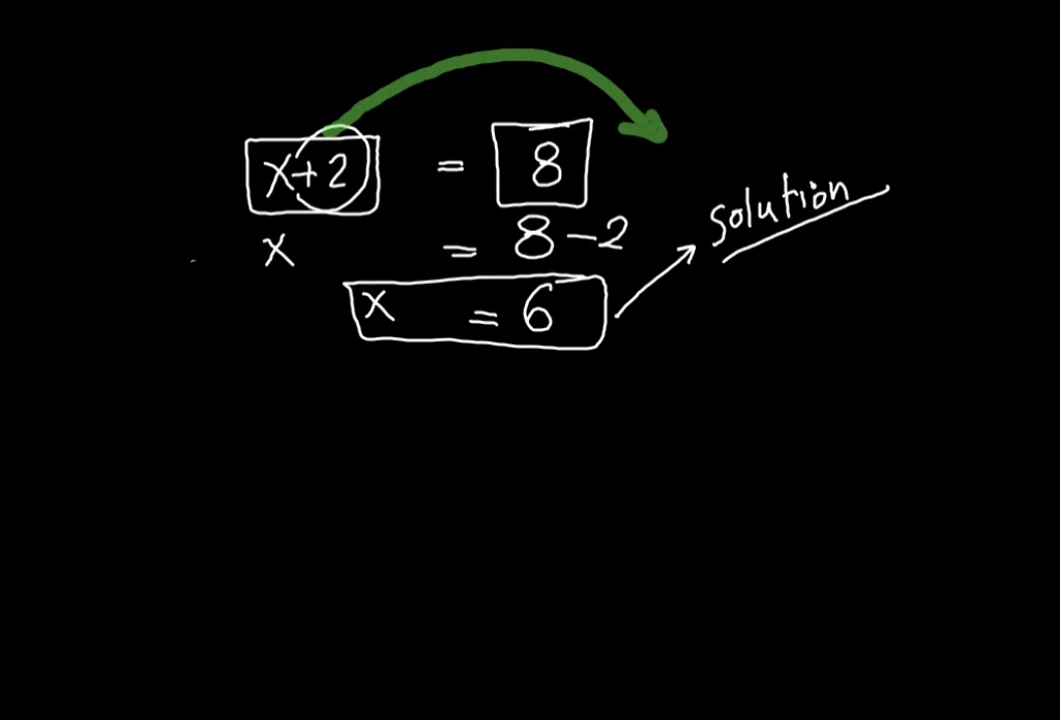 x+2 = 8
x = 8-2
x = 6
Solution